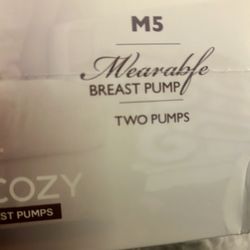 M5
Wearable
BREAST PUMP
TWO PUMPS
COZY
ST PUMPS